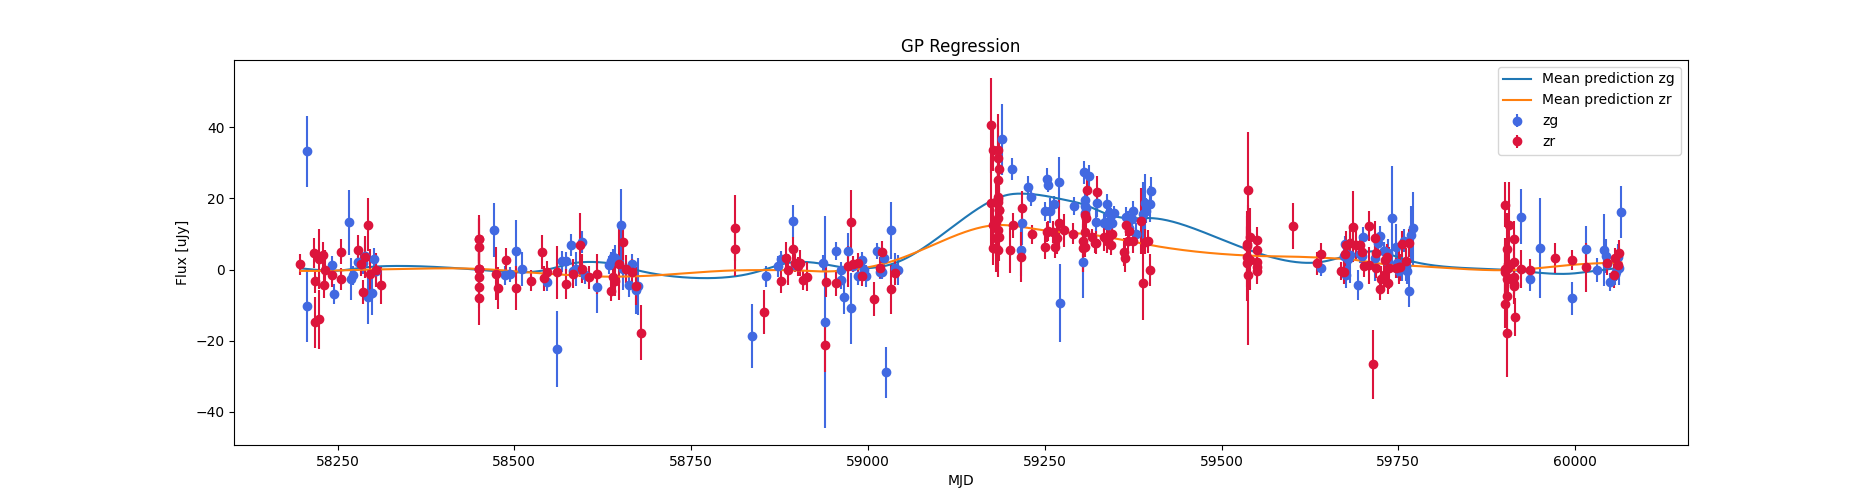 GP Regression
Mean prediction zg
Mean prediction zr
zg
zr
Flux [uJy]
40
20
0
−20
−40
58250 58500 58750 59000 59250 59500 59750 60000
MJD